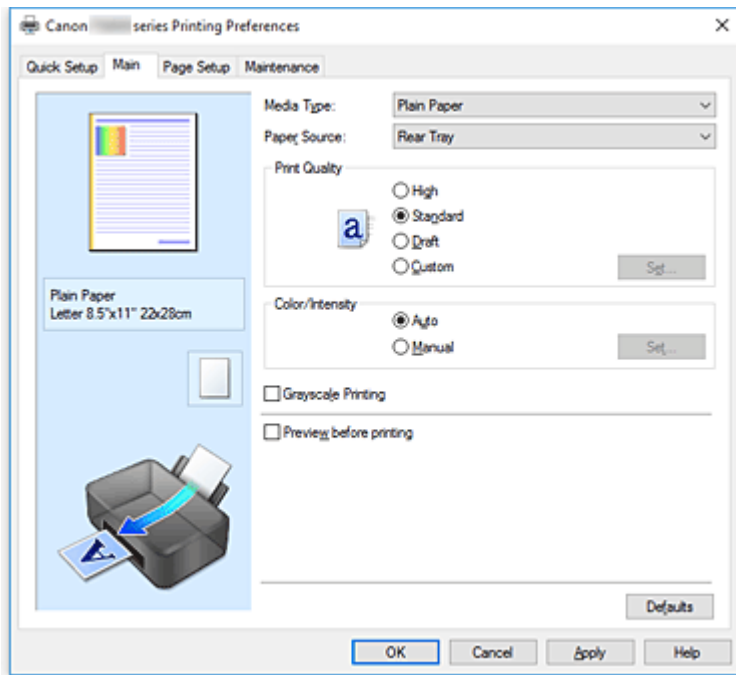 Canon series Printing Preferences
Quick Setup Main Page Setup Maintenance
Media Type: Plain Paper
Paper Source: Rear Tray
Print Quality
High
a Standard
Draft
Custom Set...
Plain Paper
Letter 8.5"x11" 22x28cm
Color/Intensity
Auto
Manual Set...
Grayscale Printing
Preview before printing
A
Defaults
OK Cancel Apply Help